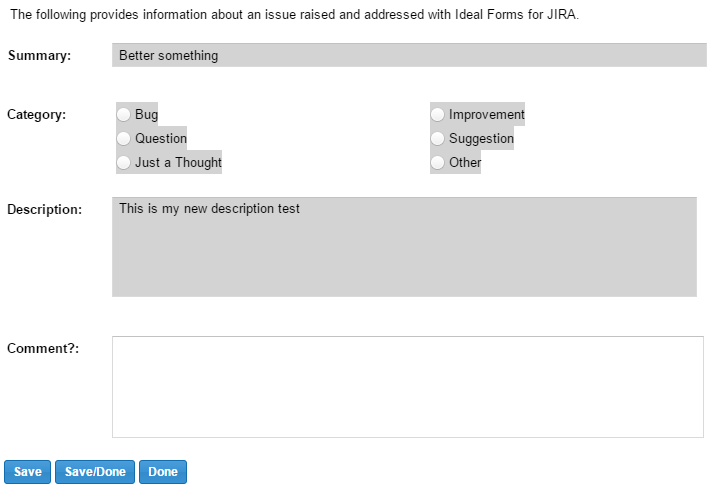 The following provides information about an issue raised and addressed with Ideal Forms for JIRA.
Summary: Better something
Category: Bug Improvement
Question Suggestion
Just a Thought Other
Description: This is my new description test
Comment?:
Save Save/Done Done